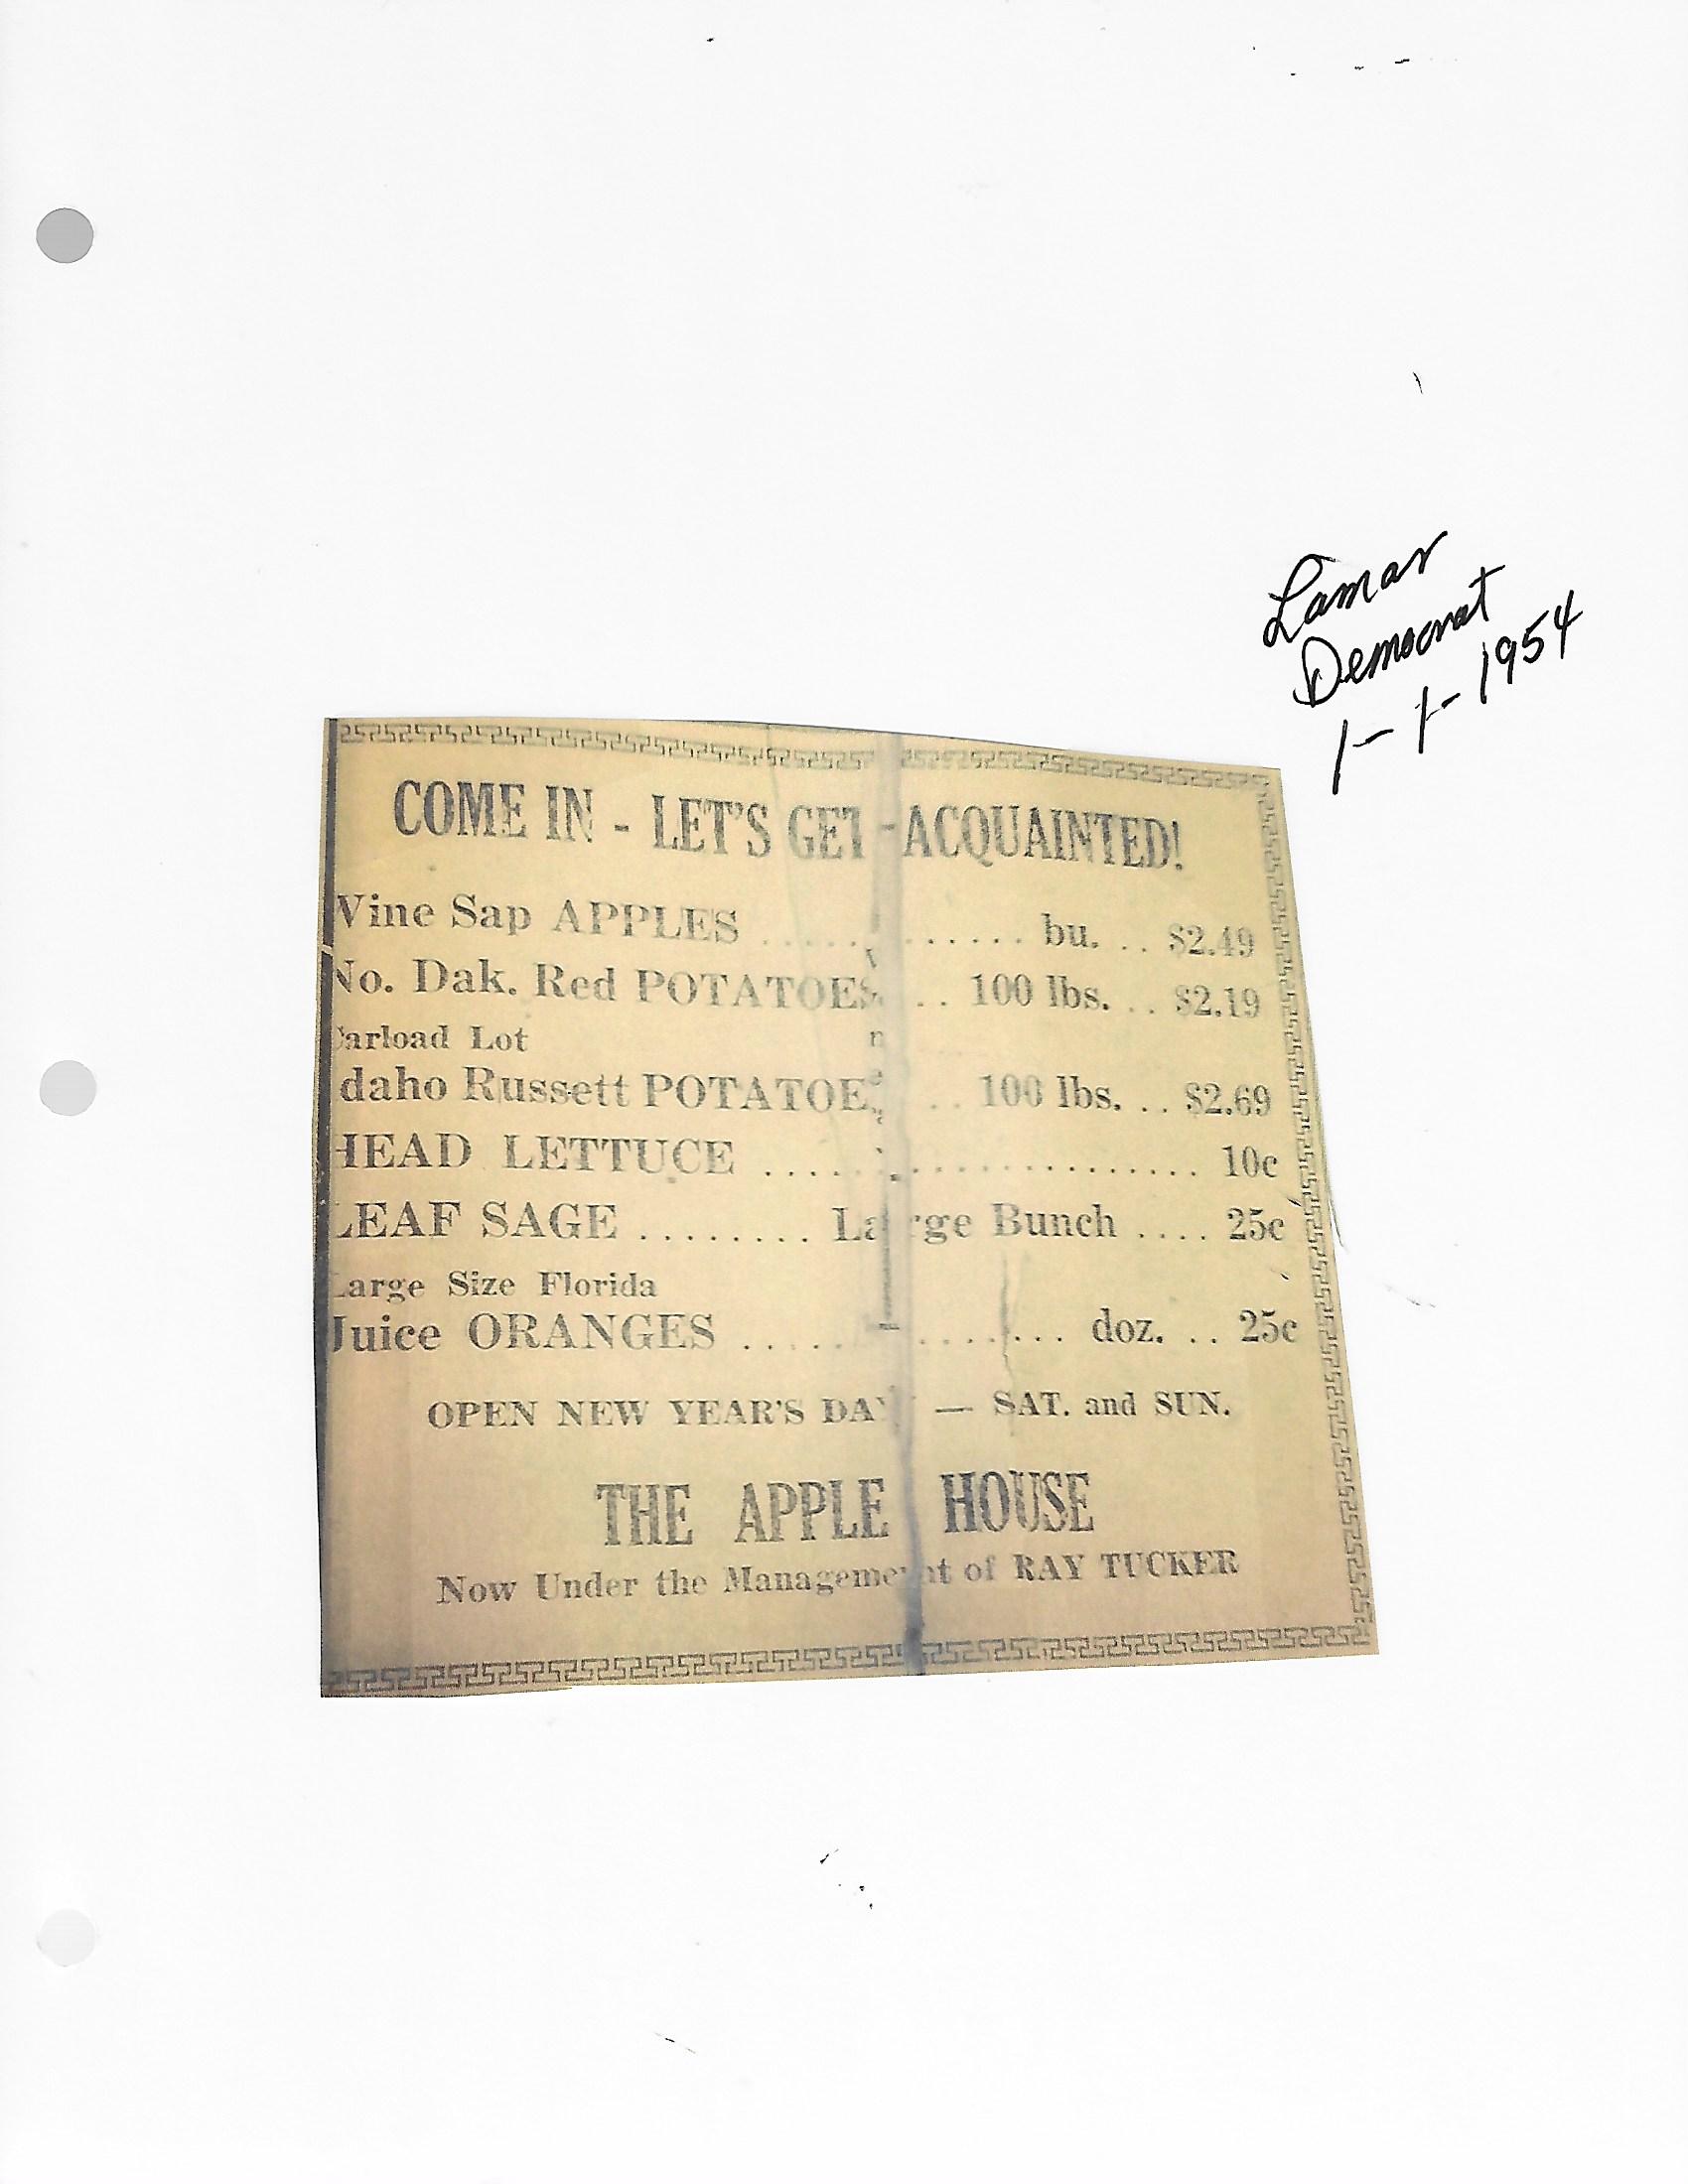 Lamar
Democrat
1-1-1954
COME IN - LET'S GET - ACQUAINTED!
Wine Sap APPLES .......... bu. .. $2.49
No. Dak. Red POTATOES .. 100 lbs. .. $2.19
Carload Lot
Idaho Russett POTATOES .. 100 lbs. .. $2.69
HEAD LETTUCE .................... 10c
LEAF SAGE ........ Large Bunch .... 25c
Large Size Florida
Juice ORANGES ............ doz. .. 25c
OPEN NEW YEAR'S DAY — SAT. and SUN.
THE APPLE HOUSE
Now Under the Management of RAY TUCKER